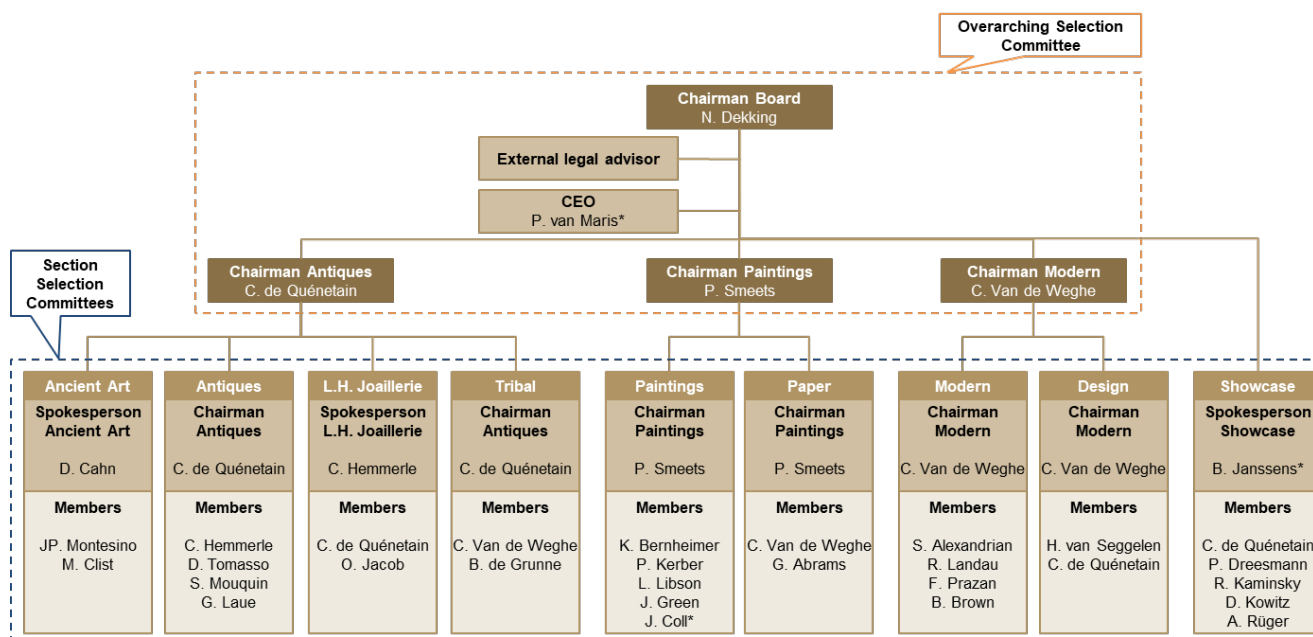 Overarching Selection
Committee
Chairman Board
N. Dekking
External legal advisor
CEO
P. van Maris*
Section
Selection
Committees
Chairman Antiques
C. de Quénetain
Chairman Paintings
P. Smeets
Chairman Modern
C. Van de Weghe
Ancient Art
Spokesperson
Ancient Art
D. Cahn
Members
JP. Montesino
M. Clist
Antiques
Chairman
Antiques
C. de Quénetain
Members
C. Hemmerle
D. Tomasso
S. Mouquin
G. Laue
L.H. Joaillerie
Spokesperson
L.H. Joaillerie
C. Hemmerle
Members
C. de Quénetain
O. Jacob
Tribal
Chairman
Antiques
C. de Quénetain
Members
C. Van de Weghe
B. de Grunne
Paintings
Chairman
Paintings
P. Smeets
Members
K. Bernheimer
P. Kerber
L. Libson
J. Green
J. Coll*
Paper
Chairman
Paintings
P. Smeets
Members
C. Van de Weghe
G. Abrams
Modern
Chairman
Modern
C. Van de Weghe
Members
S. Alexandrian
R. Landau
F. Prazan
B. Brown
Design
Chairman
Modern
C. Van de Weghe
Members
H. van Seggelen
C. de Quénetain
Showcase
Spokesperson
Showcase
B. Janssens*
Members
C. de Quénetain
P. Dreesmann
R. Kaminsky
D. Kowitz
A. Rüger